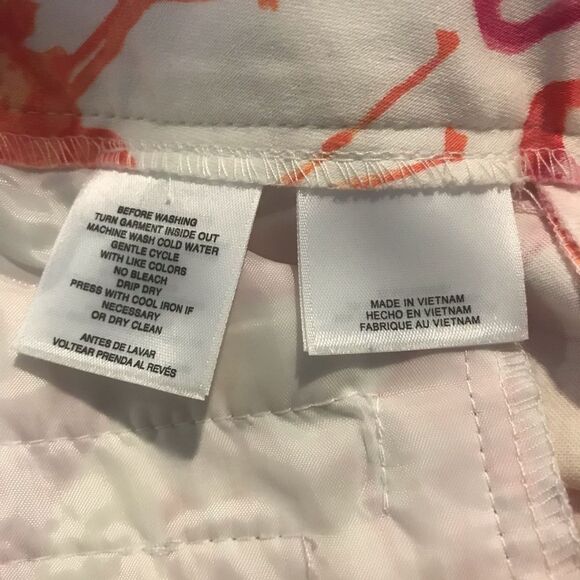 BEFORE WASHING
TURN GARMENT INSIDE OUT
MACHINE WASH COLD WATER
GENTLE CYCLE
WITH LIKE COLORS
NO BLEACH
DRIP DRY
PRESS WITH COOL IRON IF
NECESSARY
OR DRY CLEAN
ANTES DE LAVAR
VOLTEAR PRENDA AL REVÉS
MADE IN VIETNAM
HECHO EN VIETNAM
FABRIQUE AU VIETNAM